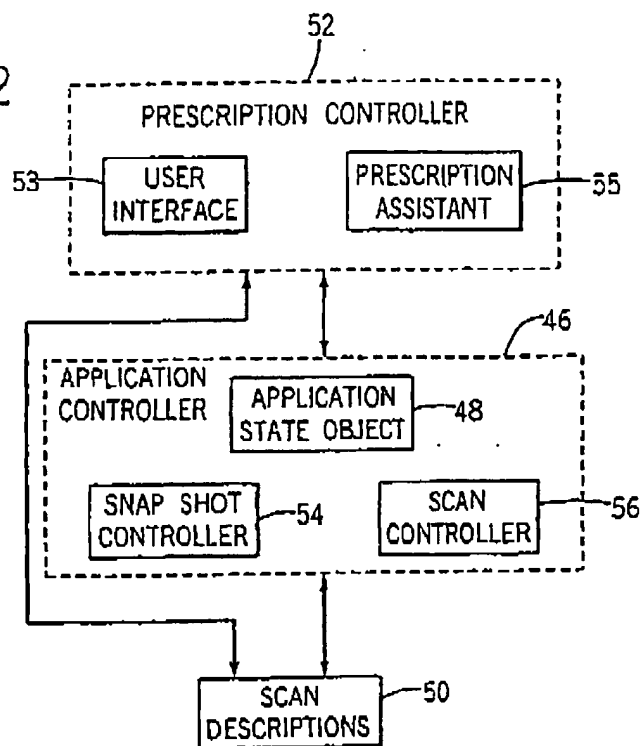 52
2
PRESCRIPTION CONTROLLER
53
USER
INTERFACE
PRESCRIPTION
ASSISTANT
55
46
APPLICATION
CONTROLLER
APPLICATION
STATE OBJECT
48
SNAP SHOT
CONTROLLER
54
SCAN
CONTROLLER
56
SCAN
DESCRIPTIONS
50